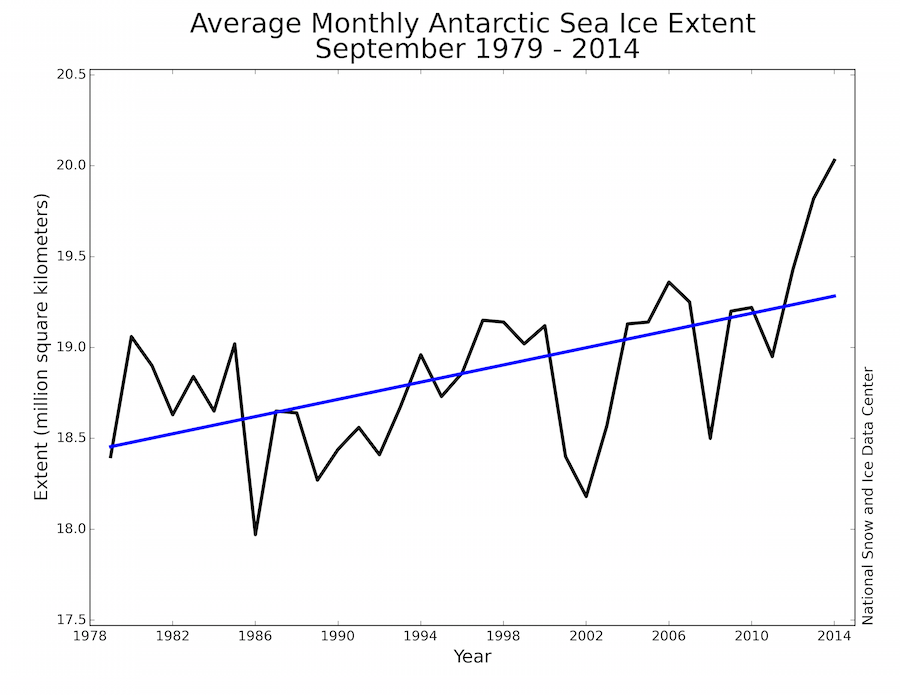 Average Monthly Antarctic Sea Ice Extent
September 1979 - 2014
Extent (million square kilometers)
20.5
20.0
19.5
19.0
18.5
18.0
17.5
1978 1982 1986 1990 1994 1998 2002 2006 2010 2014
Year
National Snow and Ice Data Center